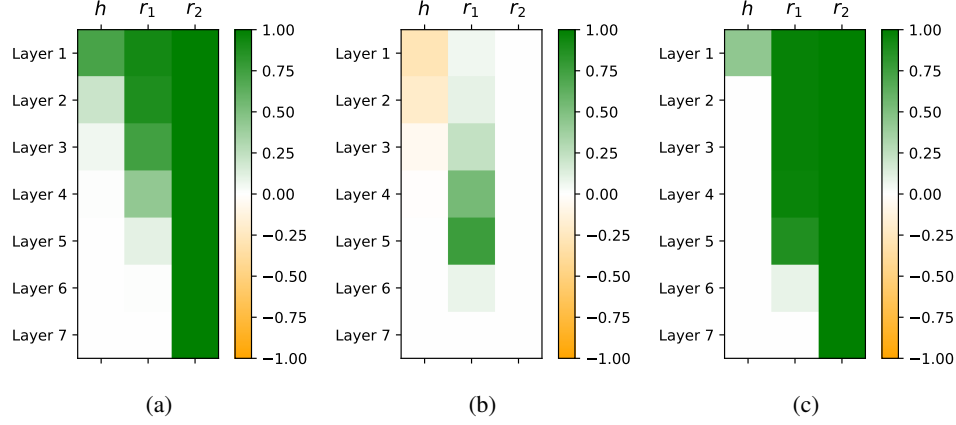 h r₁ r₂
Layer 1
Layer 2
Layer 3
Layer 4
Layer 5
Layer 6
Layer 7
1.00
0.75
0.50
0.25
0.00
−0.25
−0.50
−0.75
−1.00
(a)
h r₁ r₂
Layer 1
Layer 2
Layer 3
Layer 4
Layer 5
Layer 6
Layer 7
1.00
0.75
0.50
0.25
0.00
−0.25
−0.50
−0.75
−1.00
(b)
h r₁ r₂
Layer 1
Layer 2
Layer 3
Layer 4
Layer 5
Layer 6
Layer 7
1.00
0.75
0.50
0.25
0.00
−0.25
−0.50
−0.75
−1.00
(c)